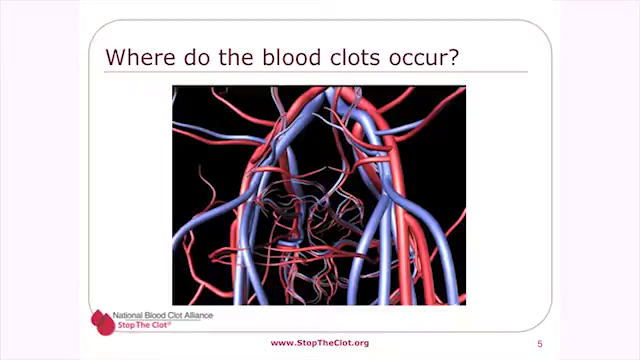 Where do the blood clots occur?
National Blood Clot Alliance
Stop The Clot®
www.StopTheClot.org
5